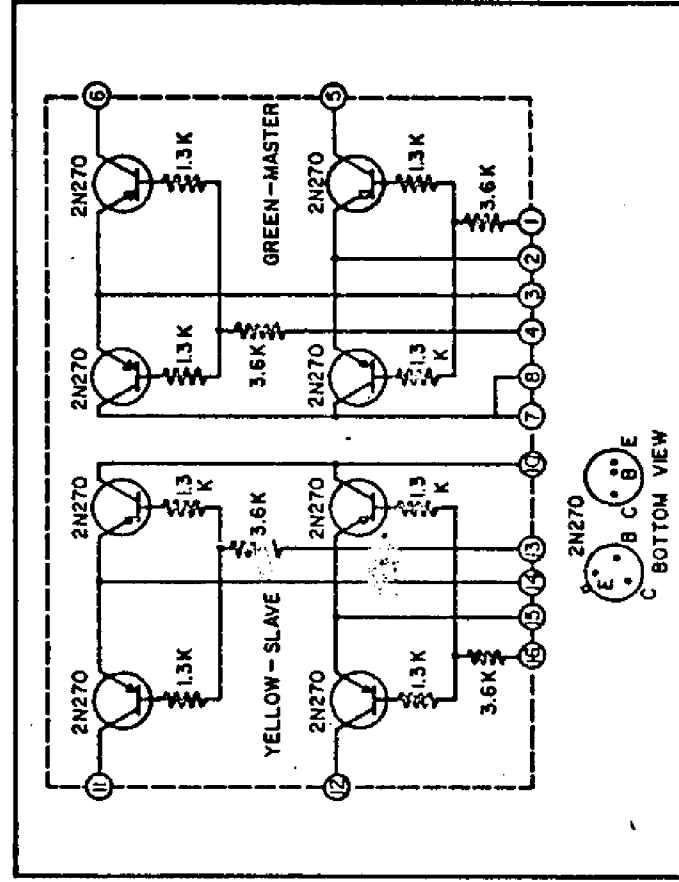 2N270 2N270 2N270 2N270
11 6
1.3K 1.3 K 1.3K 1.3K
3.6K 3.6K
YELLOW-SLAVE GREEN-MASTER
2N270 2N270 2N270 2N270
12 5
1.3K 1.3 K 1.3 K 1.3K
3.6K 3.6K
16 15 14 13 10 7 8 4 3 2 1
2N270
E B C B C E
BOTTOM VIEW